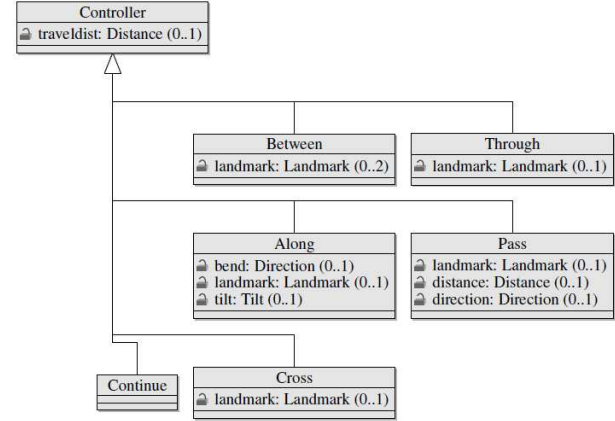 Controller
traveldist: Distance (0..1)
Between
landmark: Landmark (0..2)
Through
landmark: Landmark (0..1)
Along
bend: Direction (0..1)
landmark: Landmark (0..1)
tilt: Tilt (0..1)
Pass
landmark: Landmark (0..1)
distance: Distance (0..1)
direction: Direction (0..1)
Continue
Cross
landmark: Landmark (0..1)